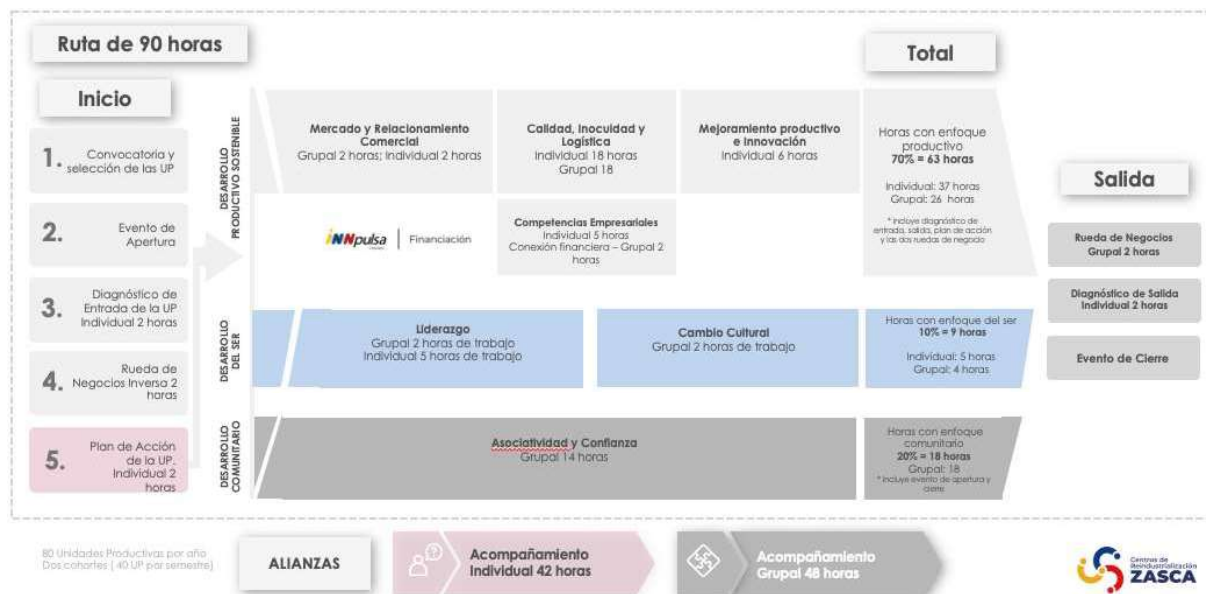 Ruta de 90 horas
Total
Inicio
1. Convocatoria y
selección de las UP
2. Evento de
Apertura
3. Diagnóstico de
Entrada de la UP
Individual 2 horas
4. Rueda de
Negocios Inversa 2
horas
5. Plan de Acción
de la UP.
Individual 2
horas
DESARROLLO
PRODUCTIVO SOSTENIBLE
Mercado y Relacionamiento
Comercial
Grupal 2 horas; Individual 2 horas
Calidad, Inocuidad y
Logística
Individual 18 horas
Grupal 18
Mejoramiento productivo
e Innovación
Individual 6 horas
Horas con enfoque
productivo
70% = 63 horas
Individual: 37 horas
Grupal: 26 horas
* Incluye diagnóstico de
entrada, salida, plan de acción
y las dos ruedas de negocio
iNNpulsa
Financiación
Competencias Empresariales
Individual 5 horas
Conexión financiera – Grupal 2
horas
DESARROLLO
DEL SER
Liderazgo
Grupal 2 horas de trabajo
Individual 5 horas de trabajo
Cambio Cultural
Grupal 2 horas de trabajo
Horas con enfoque del ser
10% = 9 horas
Individual: 5 horas
Grupal: 4 horas
DESARROLLO
COMUNITARIO
Asociatividad y Confianza
Grupal 14 horas
Horas con enfoque
comunitario
20% = 18 horas
Grupal: 18
* Incluye evento de apertura y
cierre
Salida
Rueda de Negocios
Grupal 2 horas
Diagnóstico de Salida
Individual 2 horas
Evento de Cierre
80 Unidades Productivas por año
Dos cohortes ( 40 UP por semestre)
ALIANZAS
Acompañamiento
Individual 42 horas
Acompañamiento
Grupal 48 horas
Centros de
Reindustrialización
ZASCA